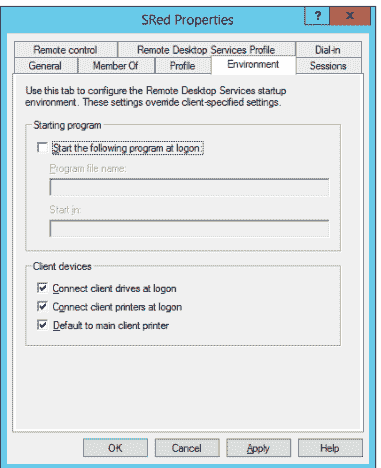 SRed Properties
? x
Remote control Remote Desktop Services Profile Dial-in
General Member Of Profile Environment Sessions
Use this tab to configure the Remote Desktop Services startup
environment. These settings override client-specified settings.
Starting program
Start the following program at logon:
Program file name:
Start in:
Client devices
Connect client drives at logon
Connect client printers at logon
Default to main client printer
OK Cancel Apply Help